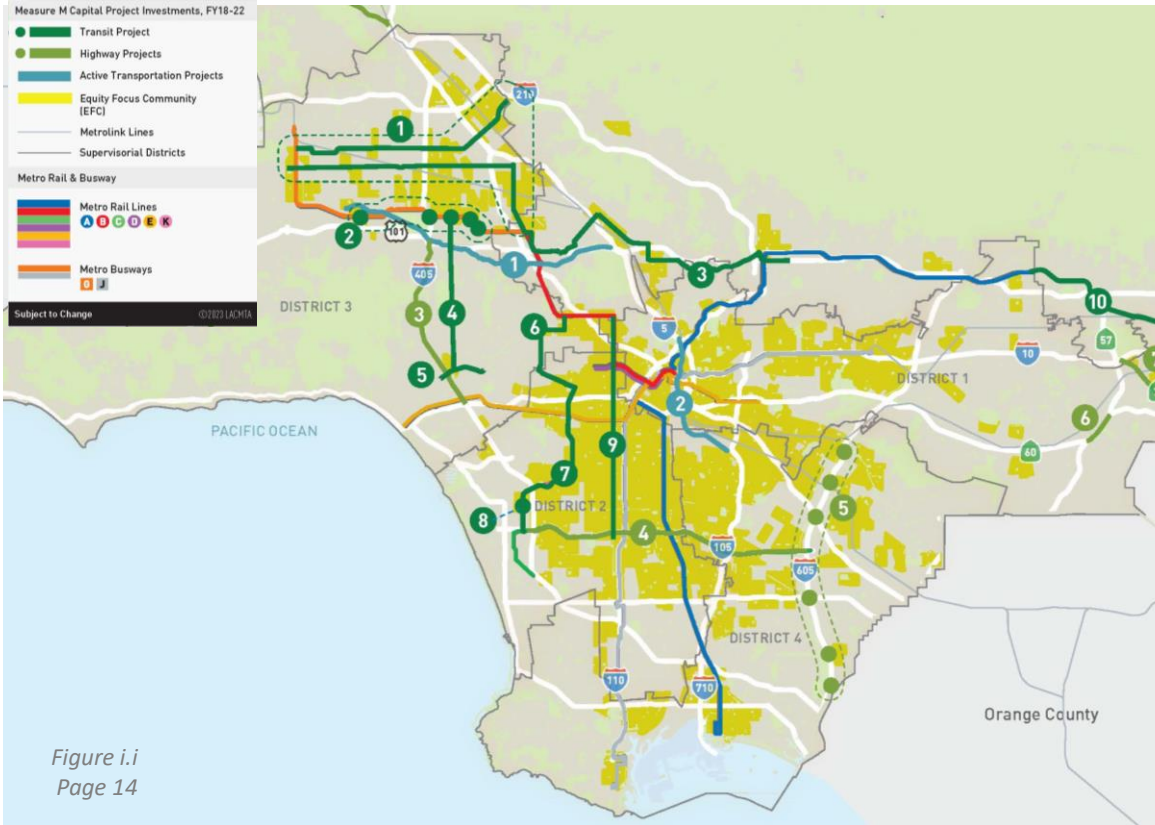 Measure M Capital Project Investments, FY18-22
Transit Project
Highway Projects
Active Transportation Projects
Equity Focus Community
(EFC)
Metrolink Lines
Supervisorial Districts
Metro Rail & Busway
Metro Rail Lines
A B C D E K
Metro Busways
G J
Subject to Change ©2023 LACMTA
210
1
2
101
1
3
405
DISTRICT 3
3
4
10
6
5
57
10
5
DISTRICT 1
PACIFIC OCEAN
2
6
9
60
7
5
8
DISTRICT 2
4
105
605
DISTRICT 4
110
710
Orange County
Figure i.i
Page 14